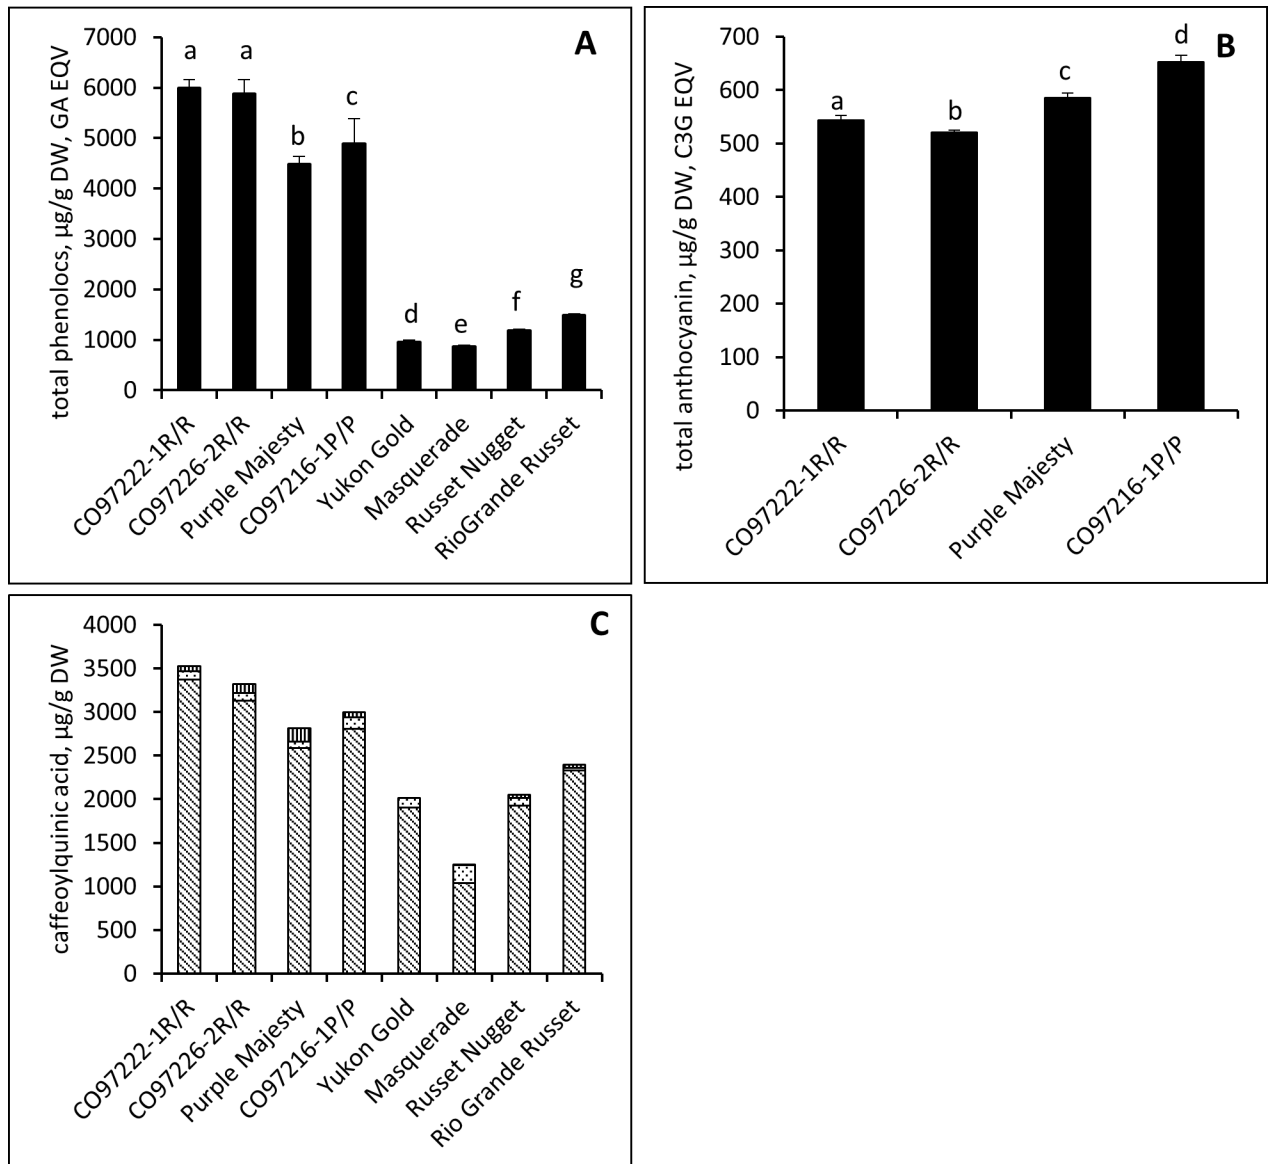 A
total phenolocs, µg/g DW, GA EQV
7000
6000
5000
4000
3000
2000
1000
0
a
a
b
c
d
e
f
g
CO97222-1R/R
CO97226-2R/R
Purple Majesty
CO97216-1P/P
Yukon Gold
Masquerade
Russet Nugget
RioGrande Russet
B
total anthocyanin, µg/g DW, C3G EQV
700
600
500
400
300
200
100
0
a
b
c
d
CO97222-1R/R
CO97226-2R/R
Purple Majesty
CO97216-1P/P
C
caffeoylquinic acid, µg/g DW
4000
3500
3000
2500
2000
1500
1000
500
0
CO97222-1R/R
CO97226-2R/R
Purple Majesty
CO97216-1P/P
Yukon Gold
Masquerade
Russet Nugget
Rio Grande Russet